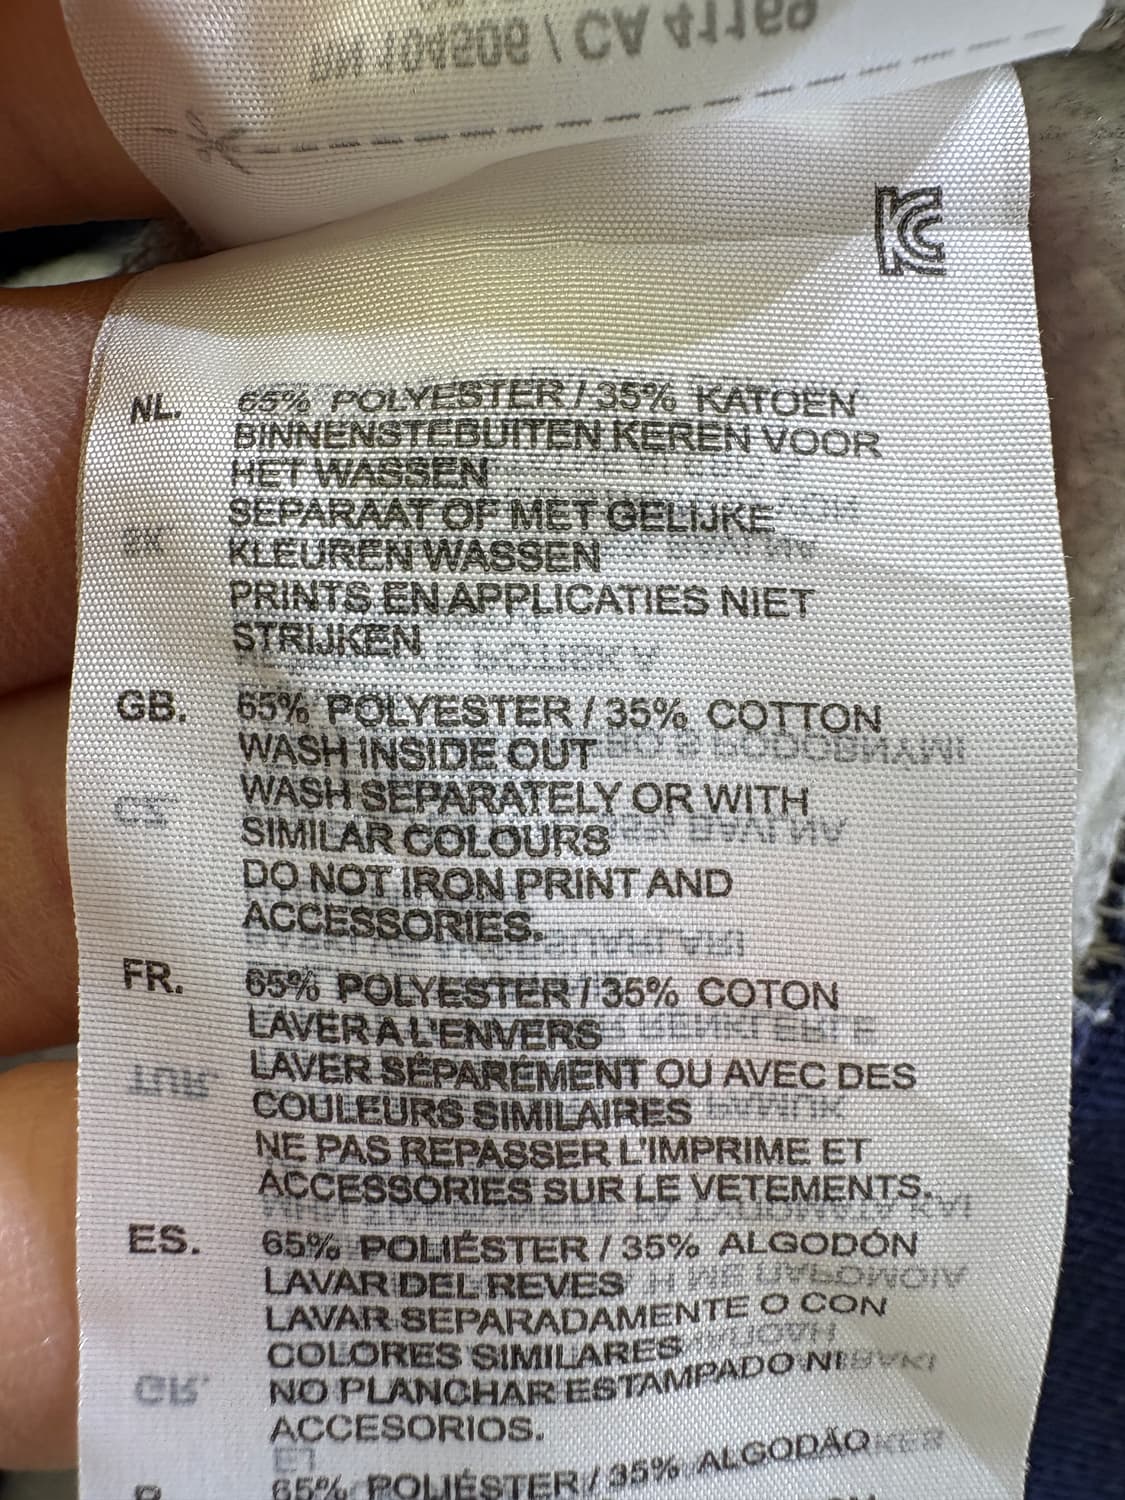 RN 104506 / CA 41169
NL. 65% POLYESTER / 35% KATOEN
BINNENSTEBUITEN KEREN VOOR
HET WASSEN
SEPARAAT OF MET GELIJKE
KLEUREN WASSEN
PRINTS EN APPLICATIES NIET
STRIJKEN
GB. 65% POLYESTER / 35% COTTON
WASH INSIDE OUT
WASH SEPARATELY OR WITH
SIMILAR COLOURS
DO NOT IRON PRINT AND
ACCESSORIES.
FR. 65% POLYESTER / 35% COTON
LAVER A L'ENVERS
LAVER SÉPARÉMENT OU AVEC DES
COULEURS SIMILAIRES
NE PAS REPASSER L'IMPRIME ET
ACCESSORIES SUR LE VETEMENTS.
ES. 65% POLIÉSTER / 35% ALGODÓN
LAVAR DEL REVES
LAVAR SEPARADAMENTE O CON
COLORES SIMILARES
NO PLANCHAR ESTAMPADO NI
ACCESORIOS.
65% POLIÉSTER / 35% ALGODÃO